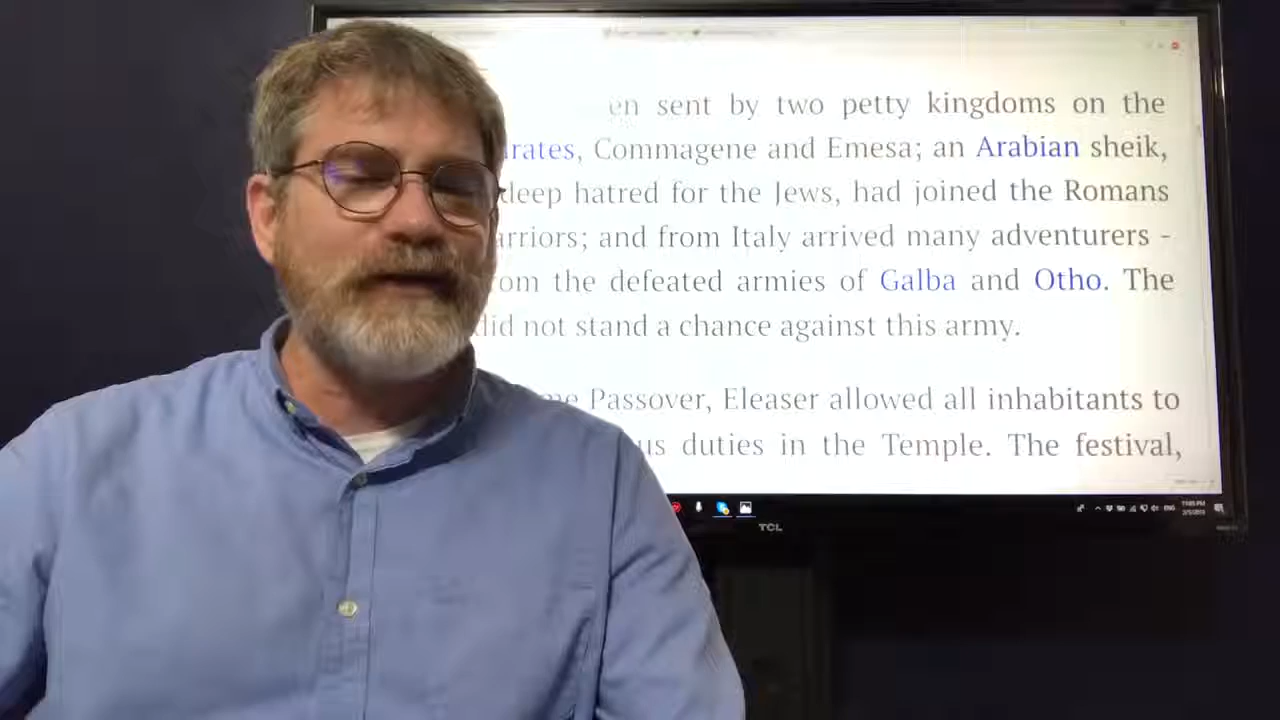 en sent by two petty kingdoms on the
rates, Commagene and Emesa; an Arabian sheik,
deep hatred for the Jews, had joined the Romans
arriors; and from Italy arrived many adventurers -
om the defeated armies of Galba and Otho. The
did not stand a chance against this army.
me Passover, Eleaser allowed all inhabitants to
us duties in the Temple. The festival,
TCL